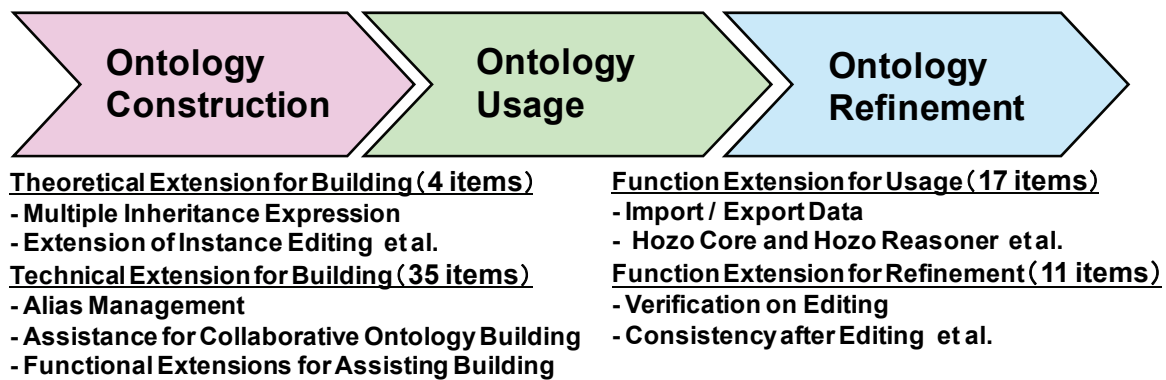 Ontology
Construction
Ontology
Usage
Ontology
Refinement
Theoretical Extension for Building（4 items）
- Multiple Inheritance Expression
- Extension of Instance Editing et al.
Technical Extension for Building（35 items）
- Alias Management
- Assistance for Collaborative Ontology Building
- Functional Extensions for Assisting Building
Function Extension for Usage（17 items）
- Import / Export Data
- Hozo Core and Hozo Reasoner et al.
Function Extension for Refinement（11 items）
- Verification on Editing
- Consistency after Editing et al.